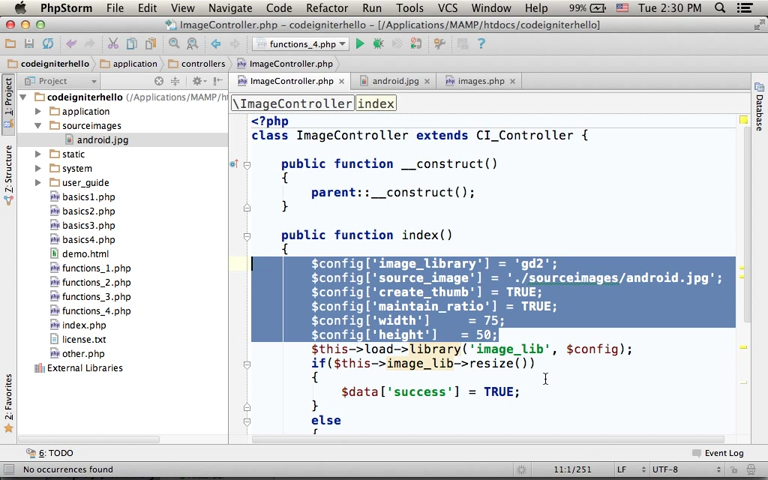 PhpStorm File Edit View Navigate Code Refactor Run Tools VCS Window 99% Tue 2:30 PM
ImageController.php - codeigniterhello - [/Applications/MAMP/htdocs/codeigniterhello]
functions_4.php
codeigniterhello application controllers ImageController.php
Project
ImageController.php android.jpg images.php
1: Project
7: Structure
2: Favorites
Database
codeigniterhello (/Applications/MAMP/ht
application
sourceimages
android.jpg
static
system
user_guide
basics1.php
basics2.php
basics3.php
basics4.php
demo.html
functions_1.php
functions_2.php
functions_3.php
functions_4.php
index.php
license.txt
other.php
External Libraries
\ImageController index
<?php
class ImageController extends CI_Controller {
public function __construct()
{
parent::__construct();
}
public function index()
{
$config['image_library'] = 'gd2';
$config['source_image'] = './sourceimages/android.jpg';
$config['create_thumb'] = TRUE;
$config['maintain_ratio'] = TRUE;
$config['width']     = 75;
$config['height']   = 50;
$this->load->library('image_lib', $config);
if($this->image_lib->resize())
{
$data['success'] = TRUE;
}
else
{
6: TODO
Event Log
No occurrences found
11:1/251 LF UTF-8